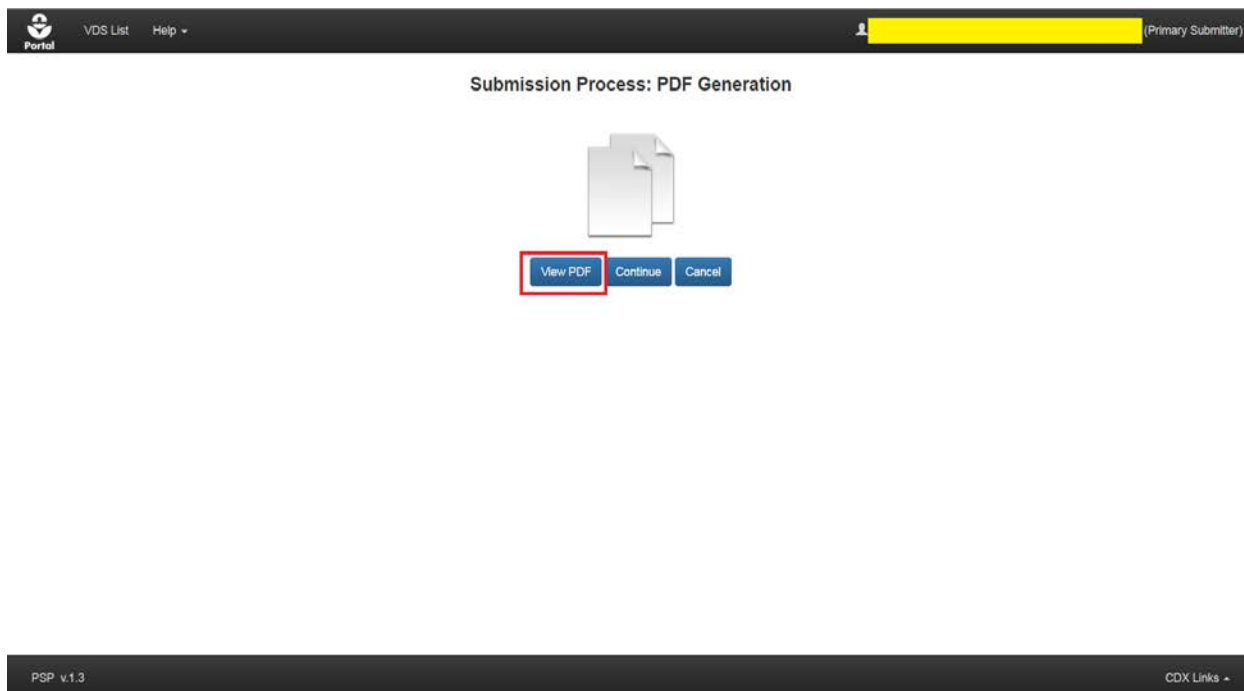 Portal VDS List Help (Primary Submitter)
Submission Process: PDF Generation
View PDF Continue Cancel
PSP v.1.3 CDX Links